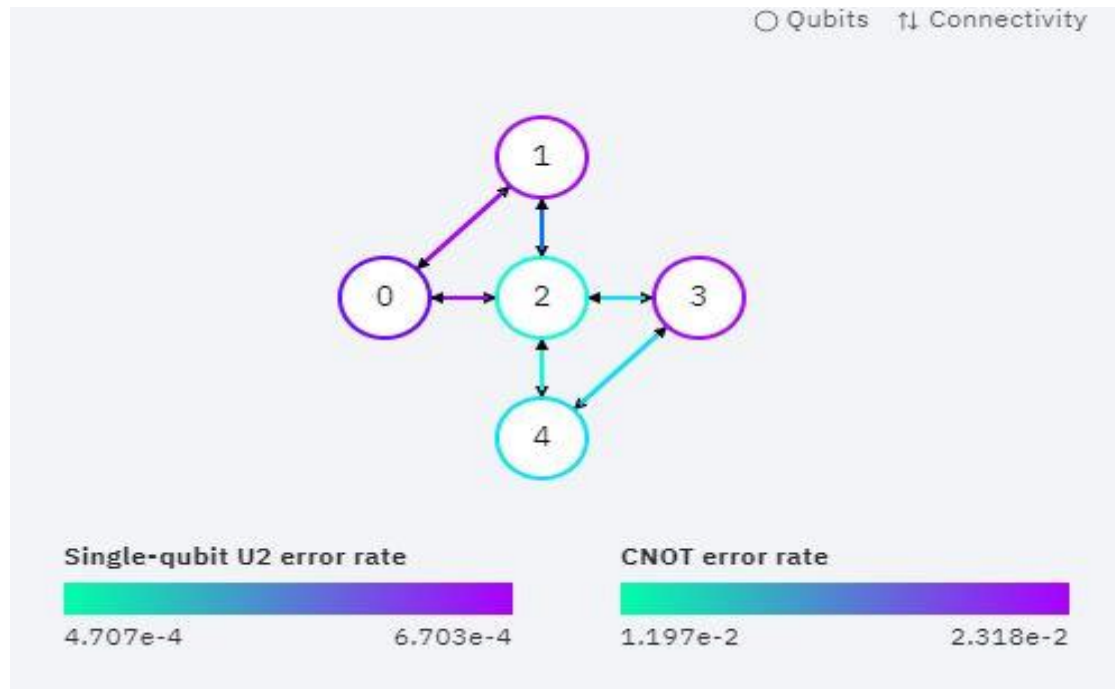 Qubits Connectivity
1
0 2 3
4
Single-qubit U2 error rate CNOT error rate
4.707e-4 6.703e-4 1.197e-2 2.318e-2